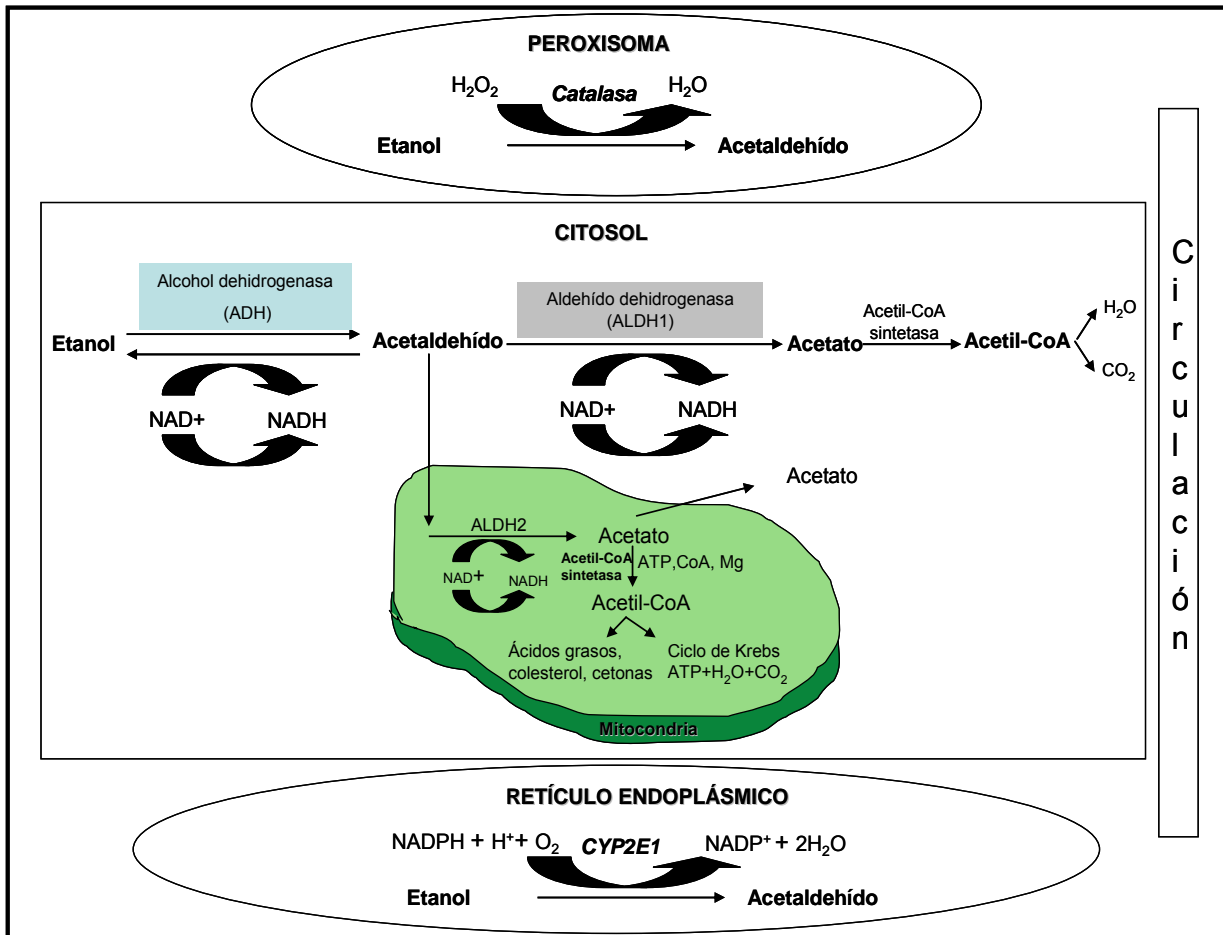 PEROXISOMA
H₂O₂ Catalasa H₂O
Etanol Acetaldehído
CITOSOL
Alcohol dehidrogenasa
(ADH)
Aldehído dehidrogenasa
(ALDH1)
Acetil-CoA
sintetasa
H₂O
Etanol Acetaldehído Acetato Acetil-CoA
CO₂
NAD+ NADH NAD+ NADH
Acetato
ALDH2
Acetato
NAD+ NADH
Acetil-CoA
sintetasa
ATP,CoA, Mg
Acetil-CoA
Ácidos grasos,
colesterol, cetonas
Ciclo de Krebs
ATP+H₂O+CO₂
Mitocondria
RETÍCULO ENDOPLÁSMICO
NADPH + H⁺+ O₂ CYP2E1 NADP⁺ + 2H₂O
Etanol Acetaldehído
Circulación